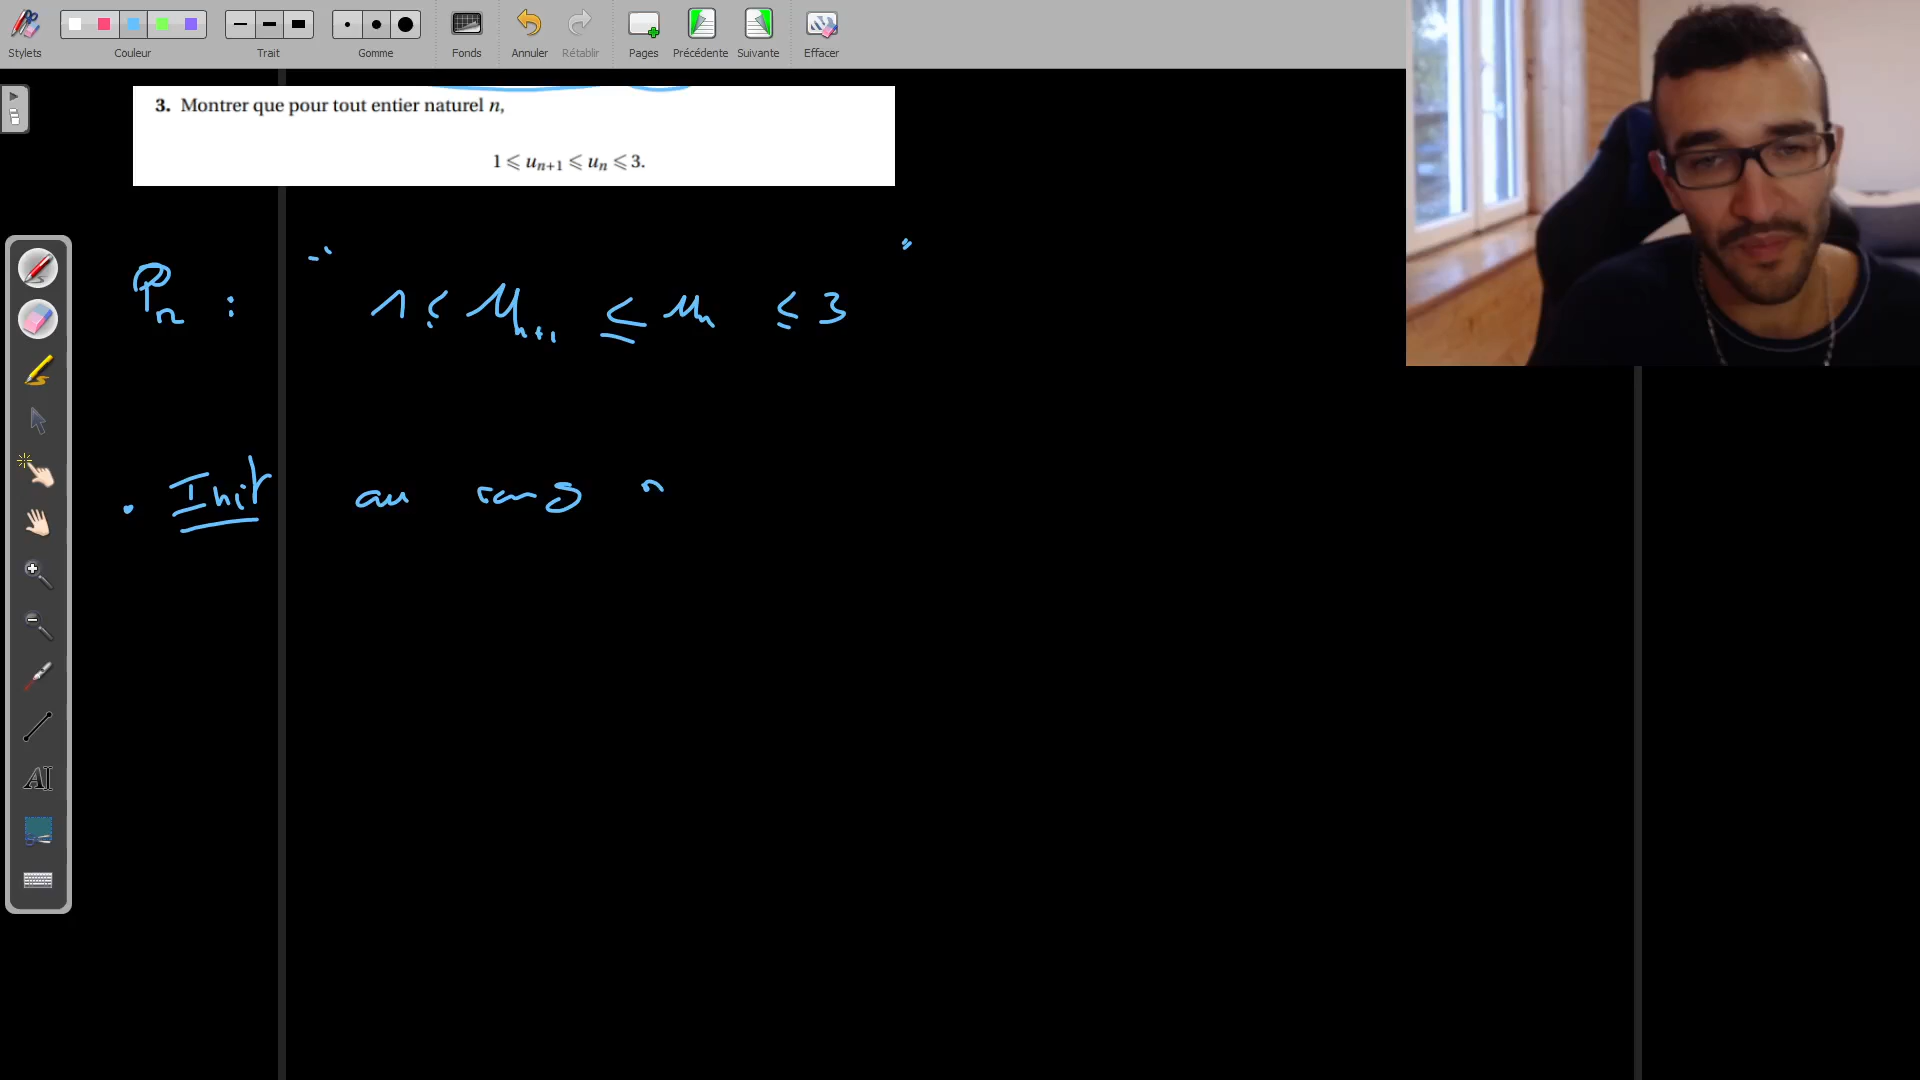 Stylets Couleur Trait Gomme Fonds Annuler Rétablir Pages Précédente Suivante Effacer
3. Montrer que pour tout entier naturel n,
1 ⩽ uₙ₊₁ ⩽ uₙ ⩽ 3.
Pₙ : " 1 ≤ uₙ₊₁ ≤ uₙ ≤ 3 "
• Init au rang n
AI